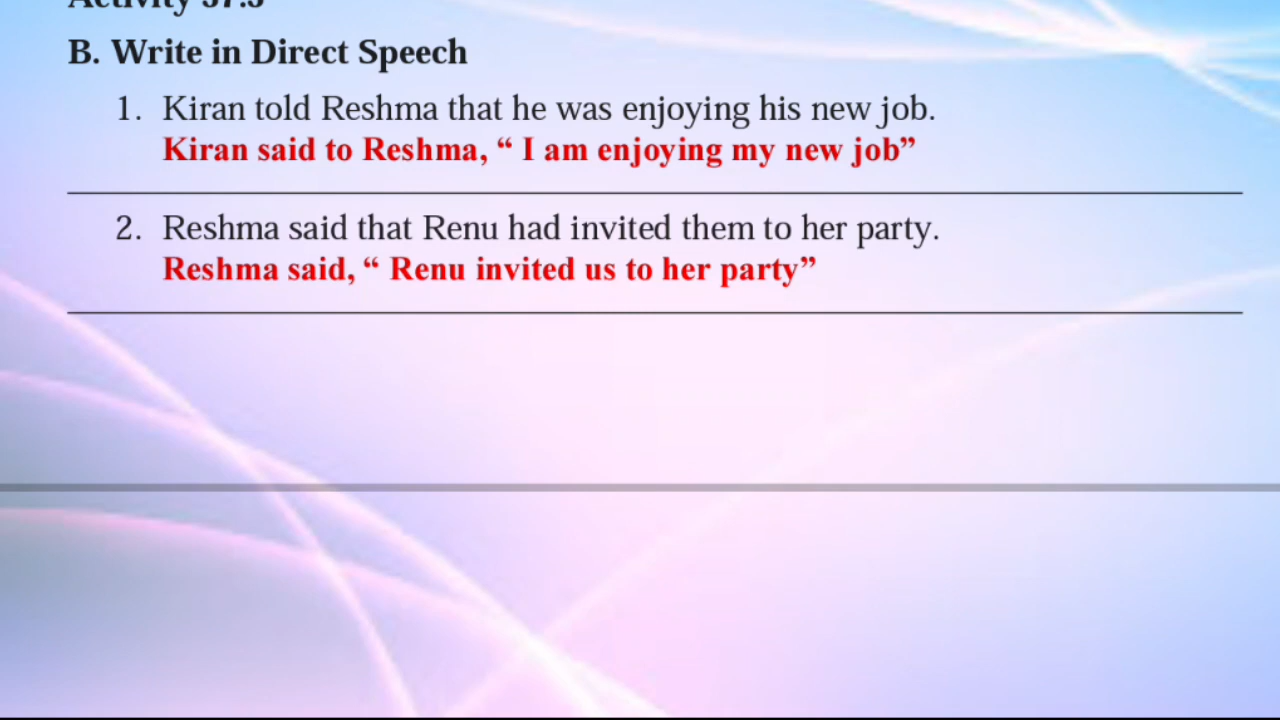 B. Write in Direct Speech
1. Kiran told Reshma that he was enjoying his new job.
Kiran said to Reshma, “ I am enjoying my new job”
2. Reshma said that Renu had invited them to her party.
Reshma said, “ Renu invited us to her party”